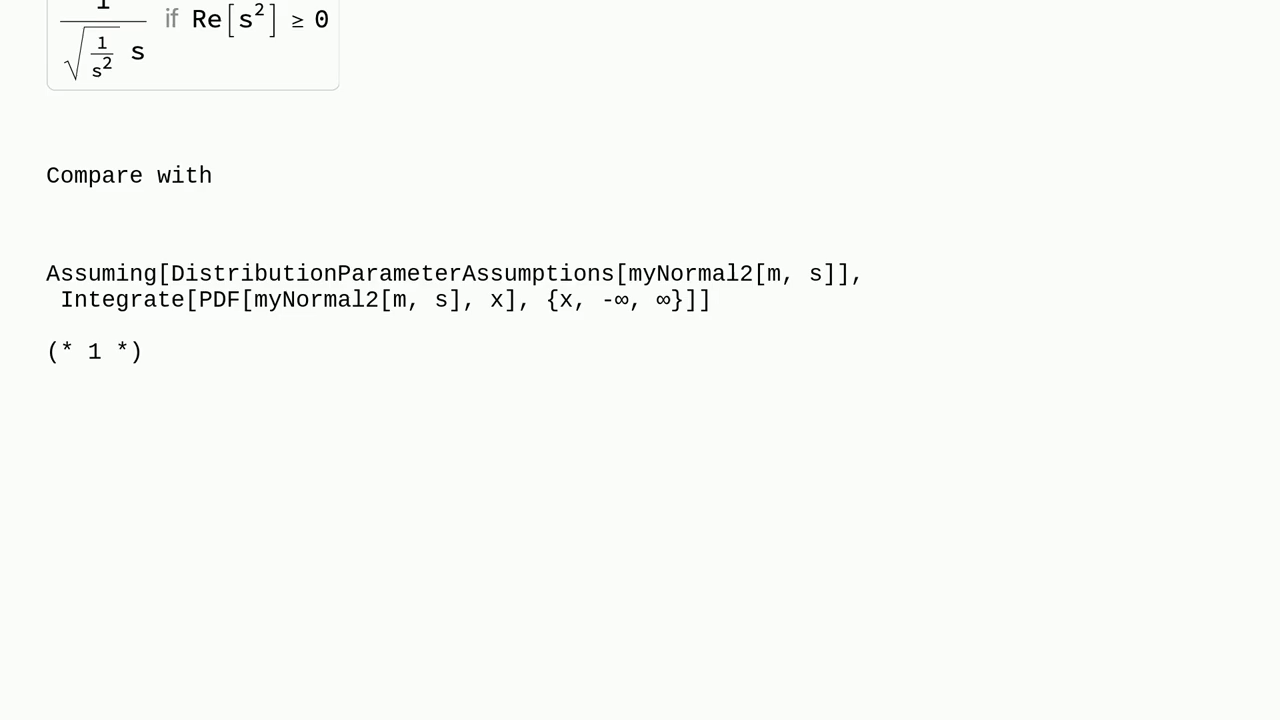 1
√ 1 s if Re[s2] ≥ 0
s2
Compare with
Assuming[DistributionParameterAssumptions[myNormal2[m, s]],
Integrate[PDF[myNormal2[m, s], x], {x, -∞, ∞}]]
(* 1 *)